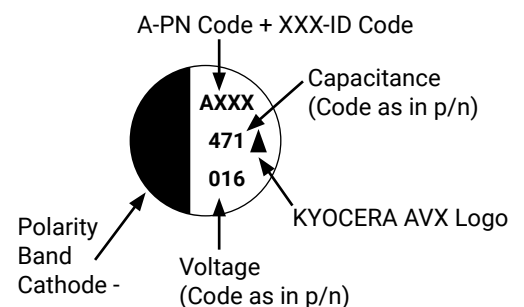 A-PN Code + XXX-ID Code
Capacitance
(Code as in p/n)
AXXX
471
016
KYOCERA AVX Logo
Polarity
Band
Cathode -
Voltage
(Code as in p/n)